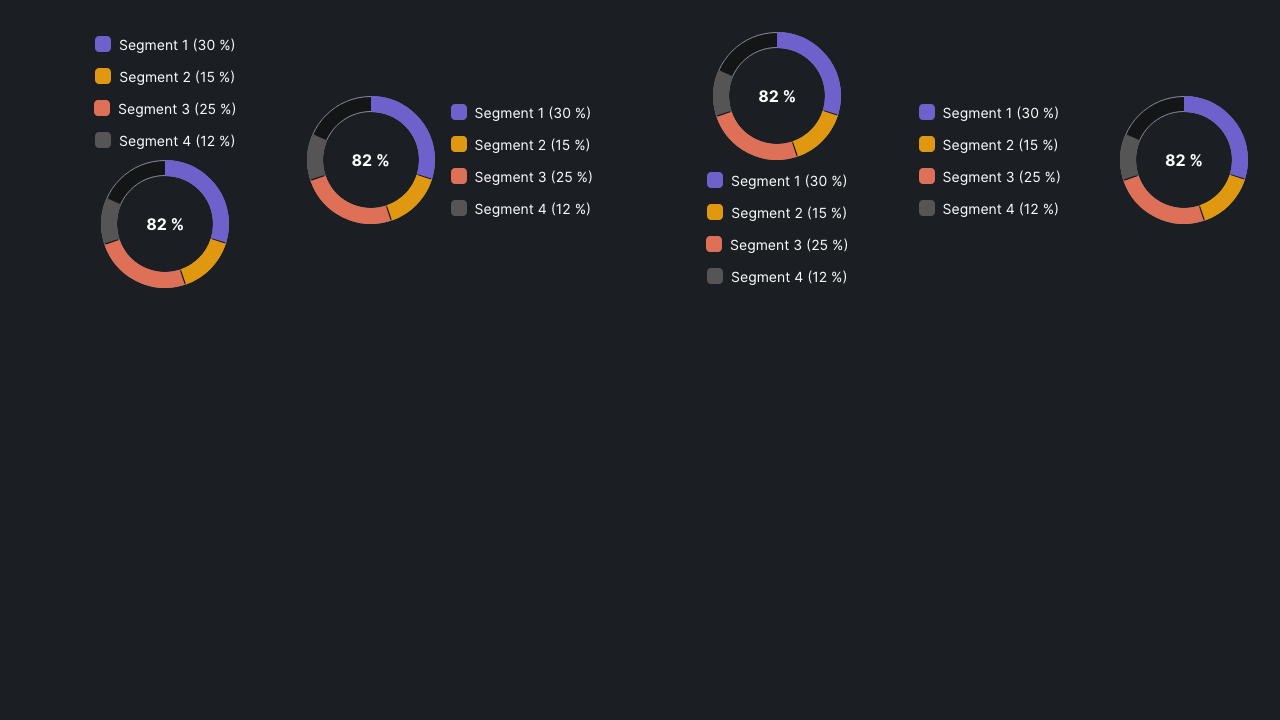 Segment 1 (30 %)
Segment 2 (15 %)
Segment 3 (25 %)
Segment 4 (12 %)
82 %
82 %
Segment 1 (30 %)
Segment 2 (15 %)
Segment 3 (25 %)
Segment 4 (12 %)
82 %
Segment 1 (30 %)
Segment 2 (15 %)
Segment 3 (25 %)
Segment 4 (12 %)
Segment 1 (30 %)
Segment 2 (15 %)
Segment 3 (25 %)
Segment 4 (12 %)
82 %